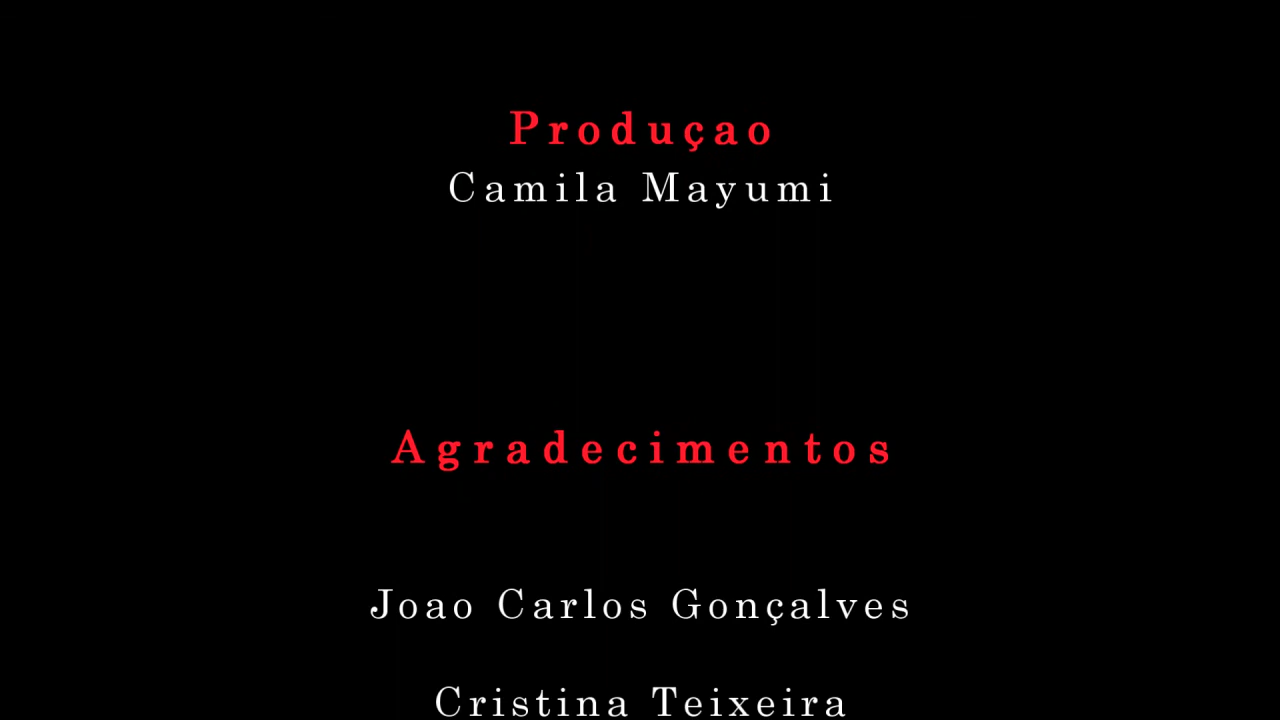 Produçao
Camila Mayumi
Agradecimentos
Joao Carlos Gonçalves
Cristina Teixeira